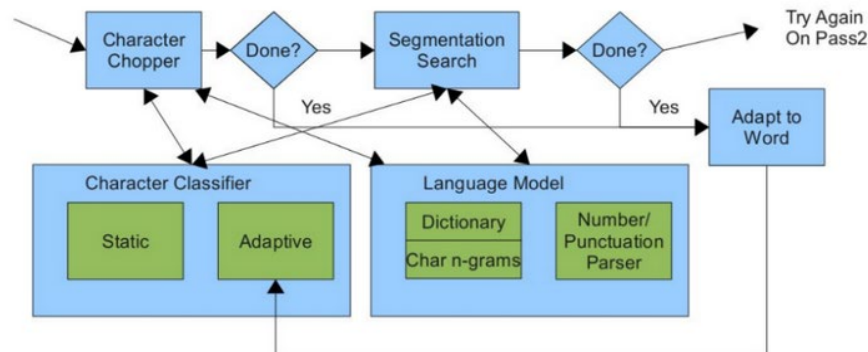 Character
Chopper
Done?
Segmentation
Search
Done?
Try Again
On Pass2
Yes
Yes
Adapt to
Word
Character Classifier
Static
Adaptive
Language Model
Dictionary
Char n-grams
Number/
Punctuation
Parser